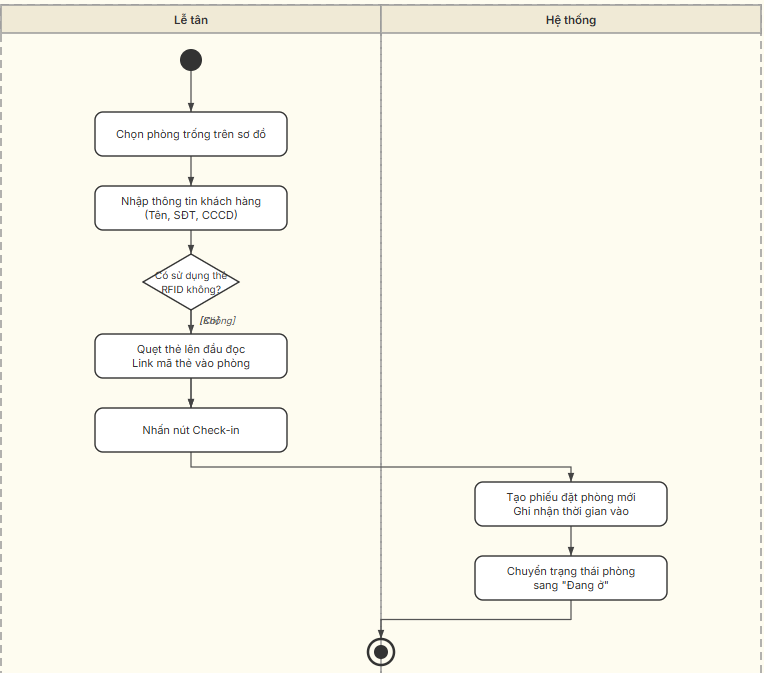 Lễ tân
Hệ thống
Chọn phòng trống trên sơ đồ
Nhập thông tin khách hàng
(Tên, SĐT, CCCD)
Có sử dụng thẻ
RFID không?
[Có]
[Không]
Quẹt thẻ lên đầu đọc
Link mã thẻ vào phòng
Nhấn nút Check-in
Tạo phiếu đặt phòng mới
Ghi nhận thời gian vào
Chuyển trạng thái phòng
sang "Đang ở"